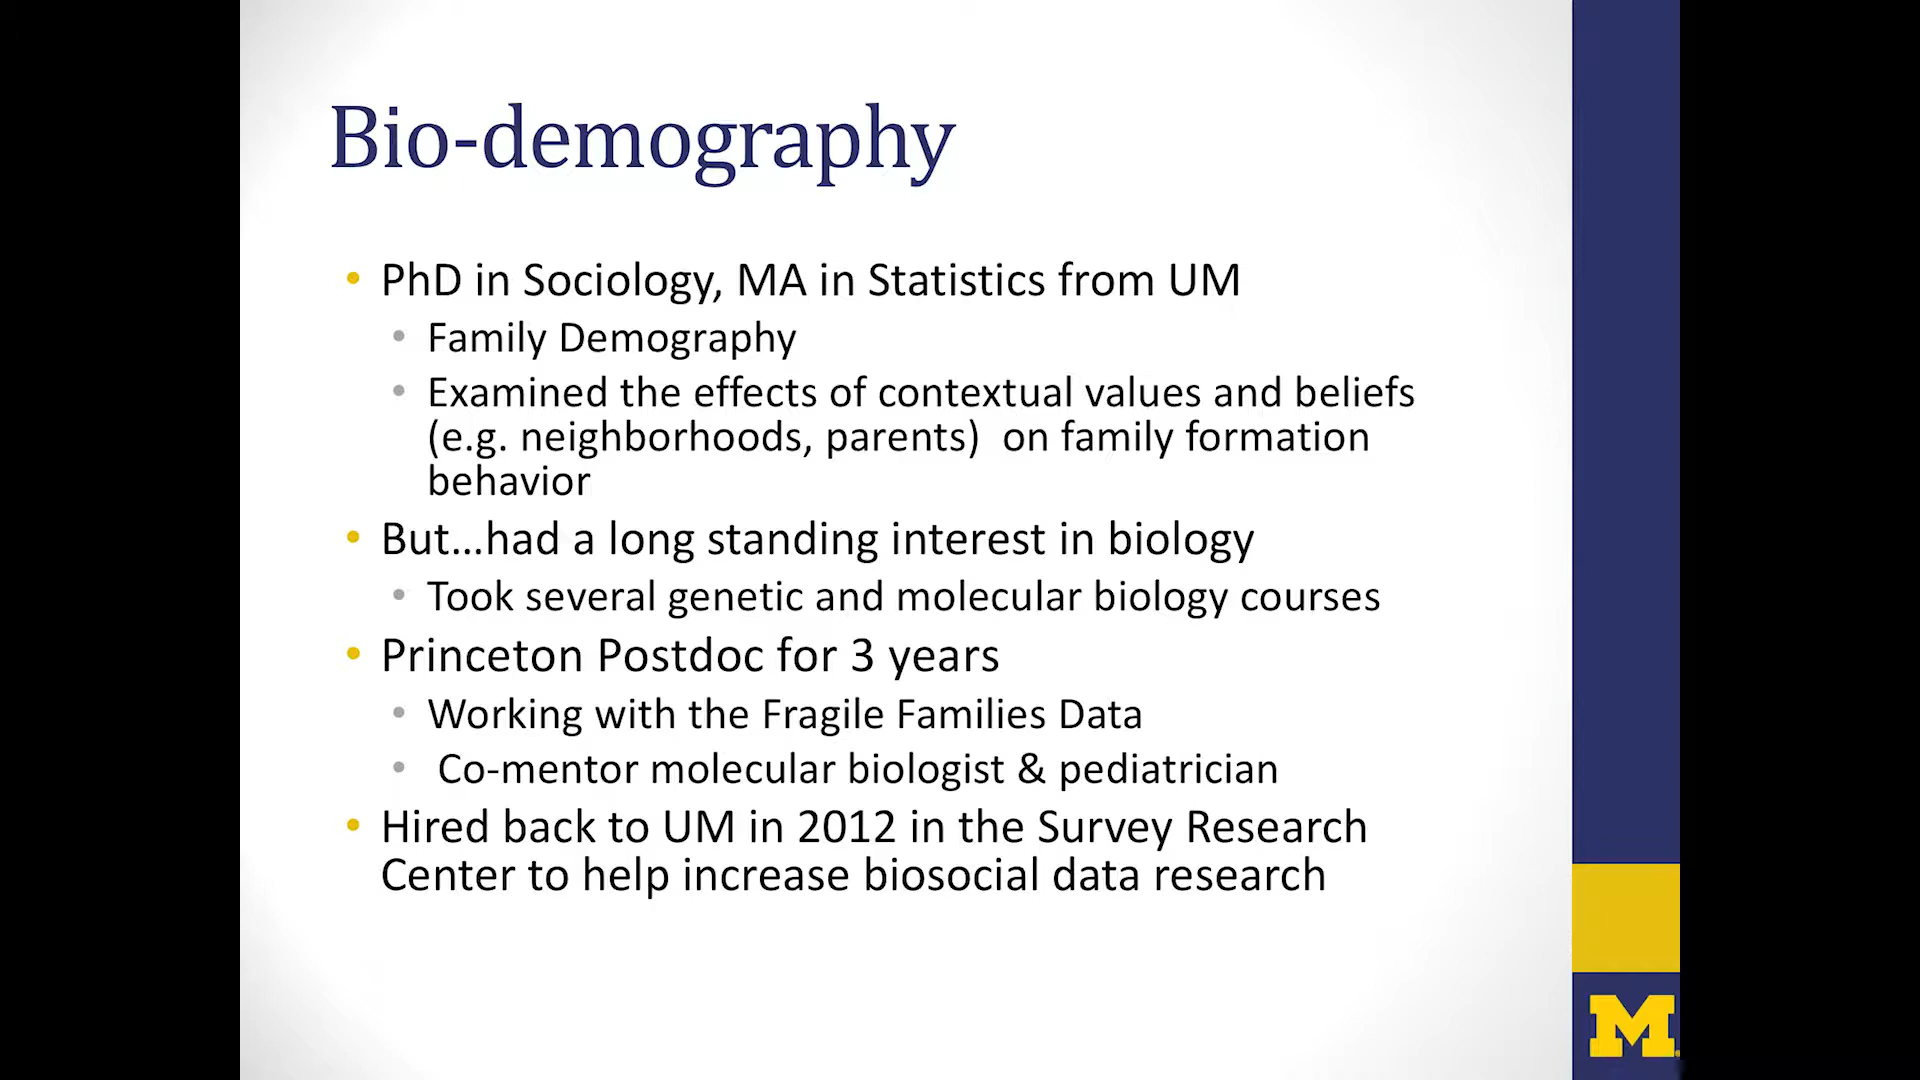 Bio-demography
• PhD in Sociology, MA in Statistics from UM
• Family Demography
• Examined the effects of contextual values and beliefs
(e.g. neighborhoods, parents)  on family formation
behavior
• But…had a long standing interest in biology
• Took several genetic and molecular biology courses
• Princeton Postdoc for 3 years
• Working with the Fragile Families Data
• Co-mentor molecular biologist & pediatrician
• Hired back to UM in 2012 in the Survey Research
Center to help increase biosocial data research
M